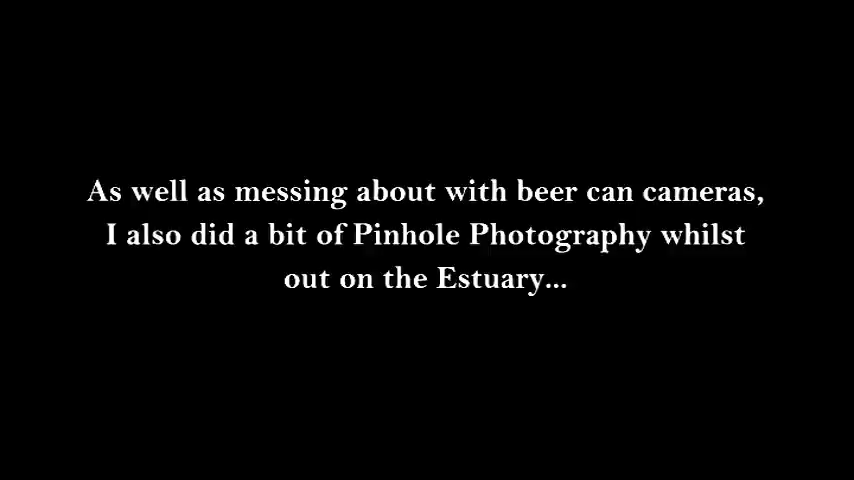 As well as messing about with beer can cameras,
I also did a bit of Pinhole Photography whilst
out on the Estuary...